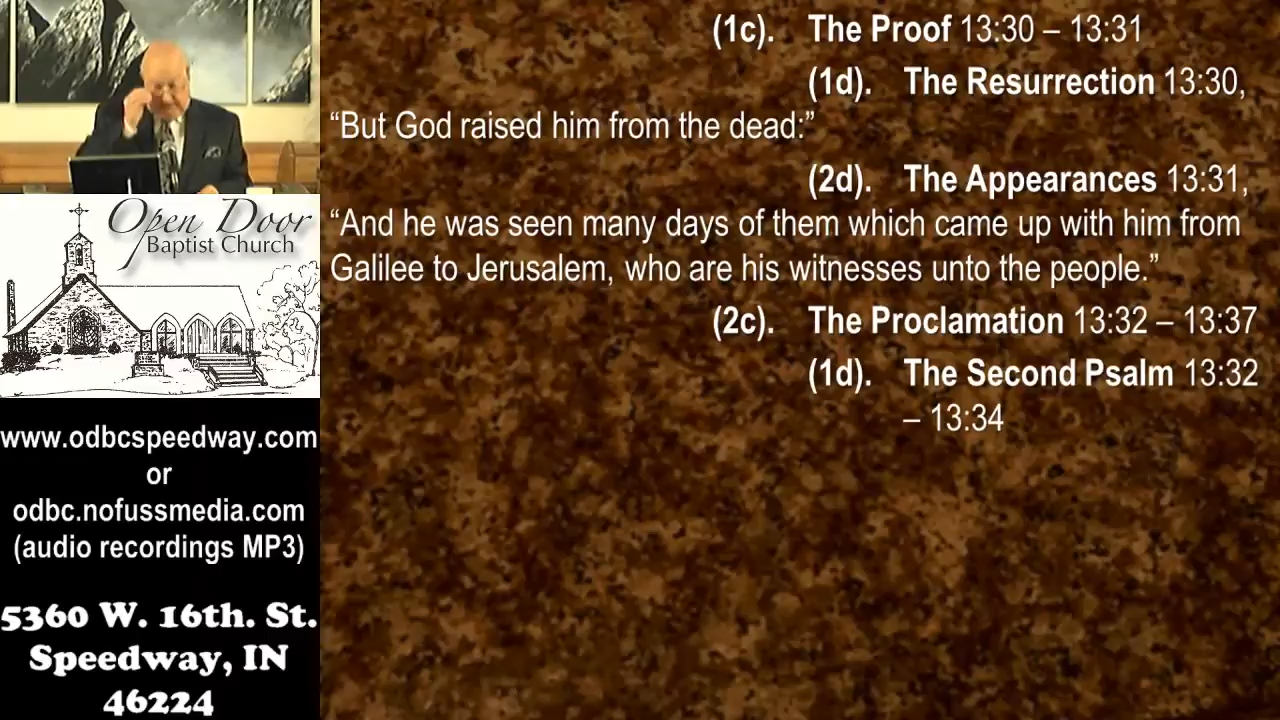 Open Door
Baptist Church
www.odbcspeedway.com
or
odbc.nofussmedia.com
(audio recordings MP3)
5360 W. 16th. St.
Speedway, IN
46224
(1c). The Proof 13:30 – 13:31
(1d). The Resurrection 13:30,
“But God raised him from the dead:”
(2d). The Appearances 13:31,
“And he was seen many days of them which came up with him from
Galilee to Jerusalem, who are his witnesses unto the people.”
(2c). The Proclamation 13:32 – 13:37
(1d). The Second Psalm 13:32
– 13:34